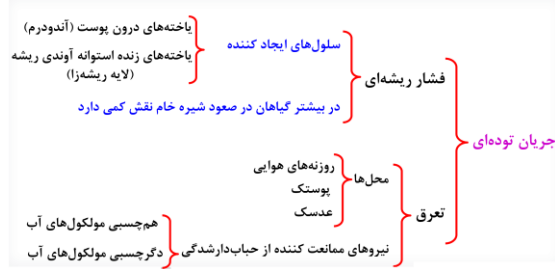 جریان توده‌ای
فشار ریشه‌ای
سلول‌های ایجاد کننده
یاخته‌های درون پوست (آندودرم)
یاخته‌های زنده استوانه آوندی ریشه
(لایه ریشه‌زا)
در بیشتر گیاهان در صعود شیره خام نقش کمی دارد
تعرق
محل‌ها
روزنه‌های هوایی
پوستک
عدسک
نیروهای ممانعت کننده از حباب‌دارشدگی
هم‌چسبی مولکول‌های آب
دگرچسبی مولکول‌های آب